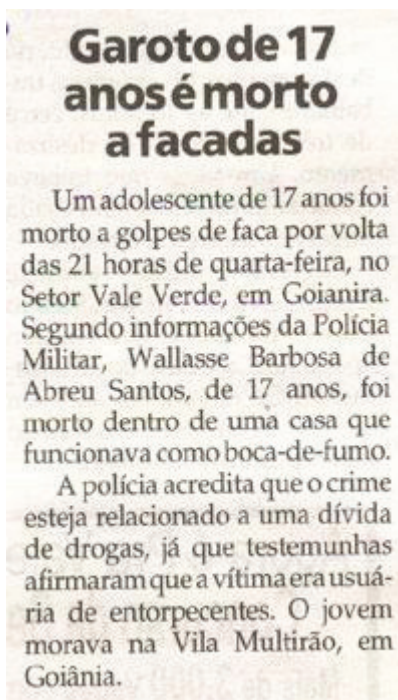 Garoto de 17
anos é morto
a facadas
Um adolescente de 17 anos foi
morto a golpes de faca por volta
das 21 horas de quarta-feira, no
Setor Vale Verde, em Goianira.
Segundo informações da Polícia
Militar, Wallasse Barbosa de
Abreu Santos, de 17 anos, foi
morto dentro de uma casa que
funcionava como boca-de-fumo.
A polícia acredita que o crime
esteja relacionado a uma dívida
de drogas, já que testemunhas
afirmaram que a vítima era usuá-
ria de entorpecentes. O jovem
morava na Vila Multirão, em
Goiânia.